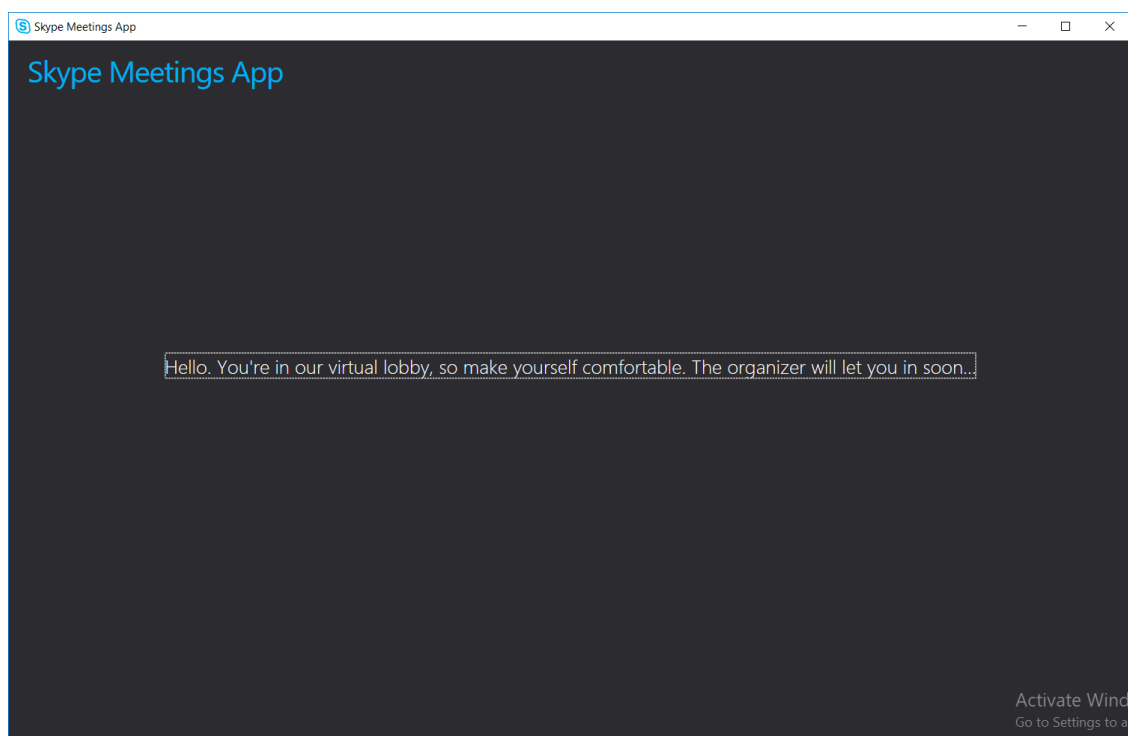 Skype Meetings App
Skype Meetings App
Hello. You're in our virtual lobby, so make yourself comfortable. The organizer will let you in soon...
Activate Wind
Go to Settings to a